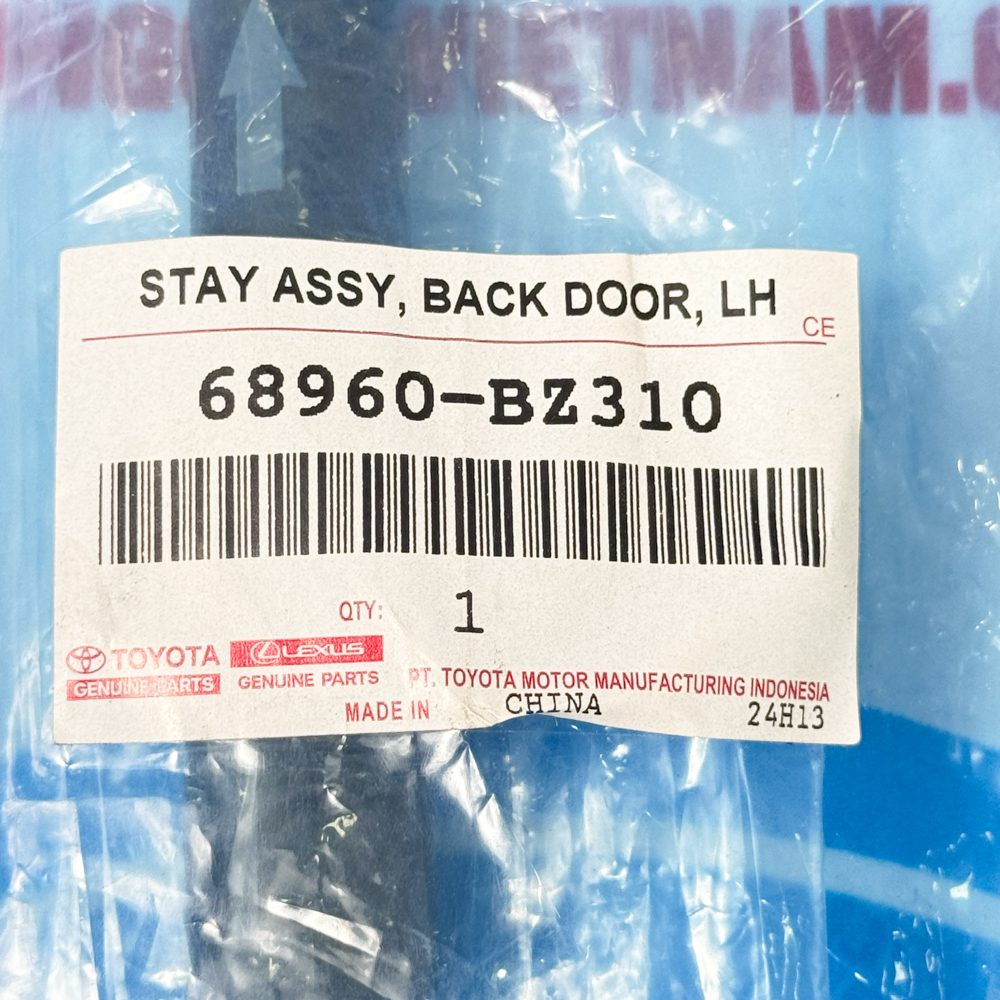 VIETNAM.
STAY ASSY, BACK DOOR, LH
CE
68960-BZ310
QTY: 1
TOYOTA LEXUS
GENUINE PARTS GENUINE PARTS
PT. TOYOTA MOTOR MANUFACTURING INDONESIA
MADE IN CHINA 24H13